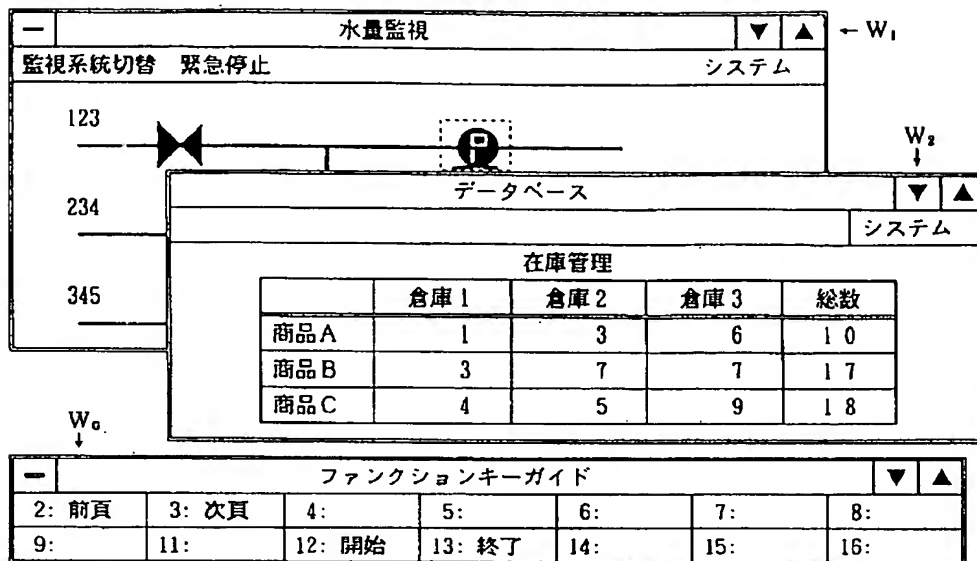 水量監視 ▼ ▲ ← W₁
監視系統切替 緊急停止 システム
123
P
W₂
↓
データベース ▼ ▲
234
システム
在庫管理
倉庫1 倉庫2 倉庫3 総数
345
商品A 1 3 6 10
商品B 3 7 7 17
商品C 4 5 9 18
W₀
↓
ファンクションキーガイド ▼ ▲
2: 前頁 3: 次頁 4: 5: 6: 7: 8:
9: 11: 12: 開始 13: 終了 14: 15: 16: